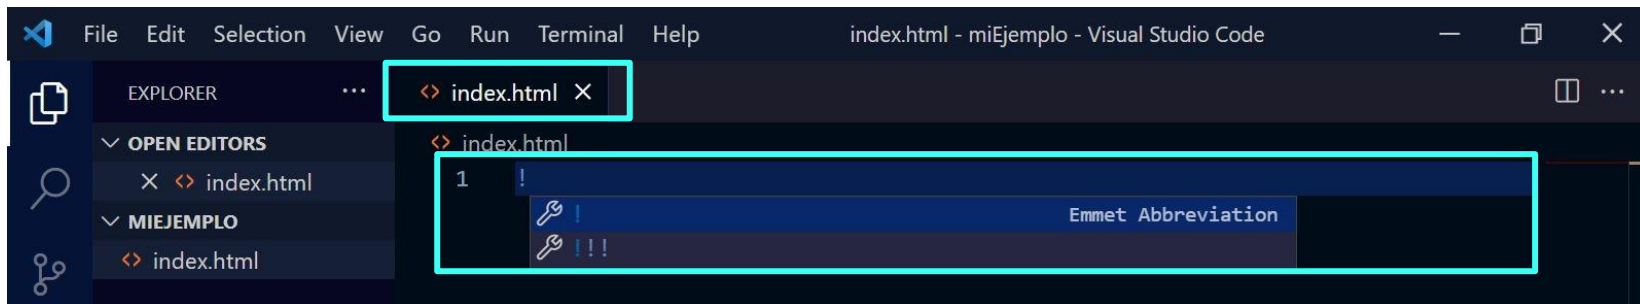 File Edit Selection View Go Run Terminal Help index.html - miEjemplo - Visual Studio Code
EXPLORER ··· index.html
OPEN EDITORS index.html
index.html 1 !
MIEJEMPLO ! Emmet Abbreviation
index.html !!!